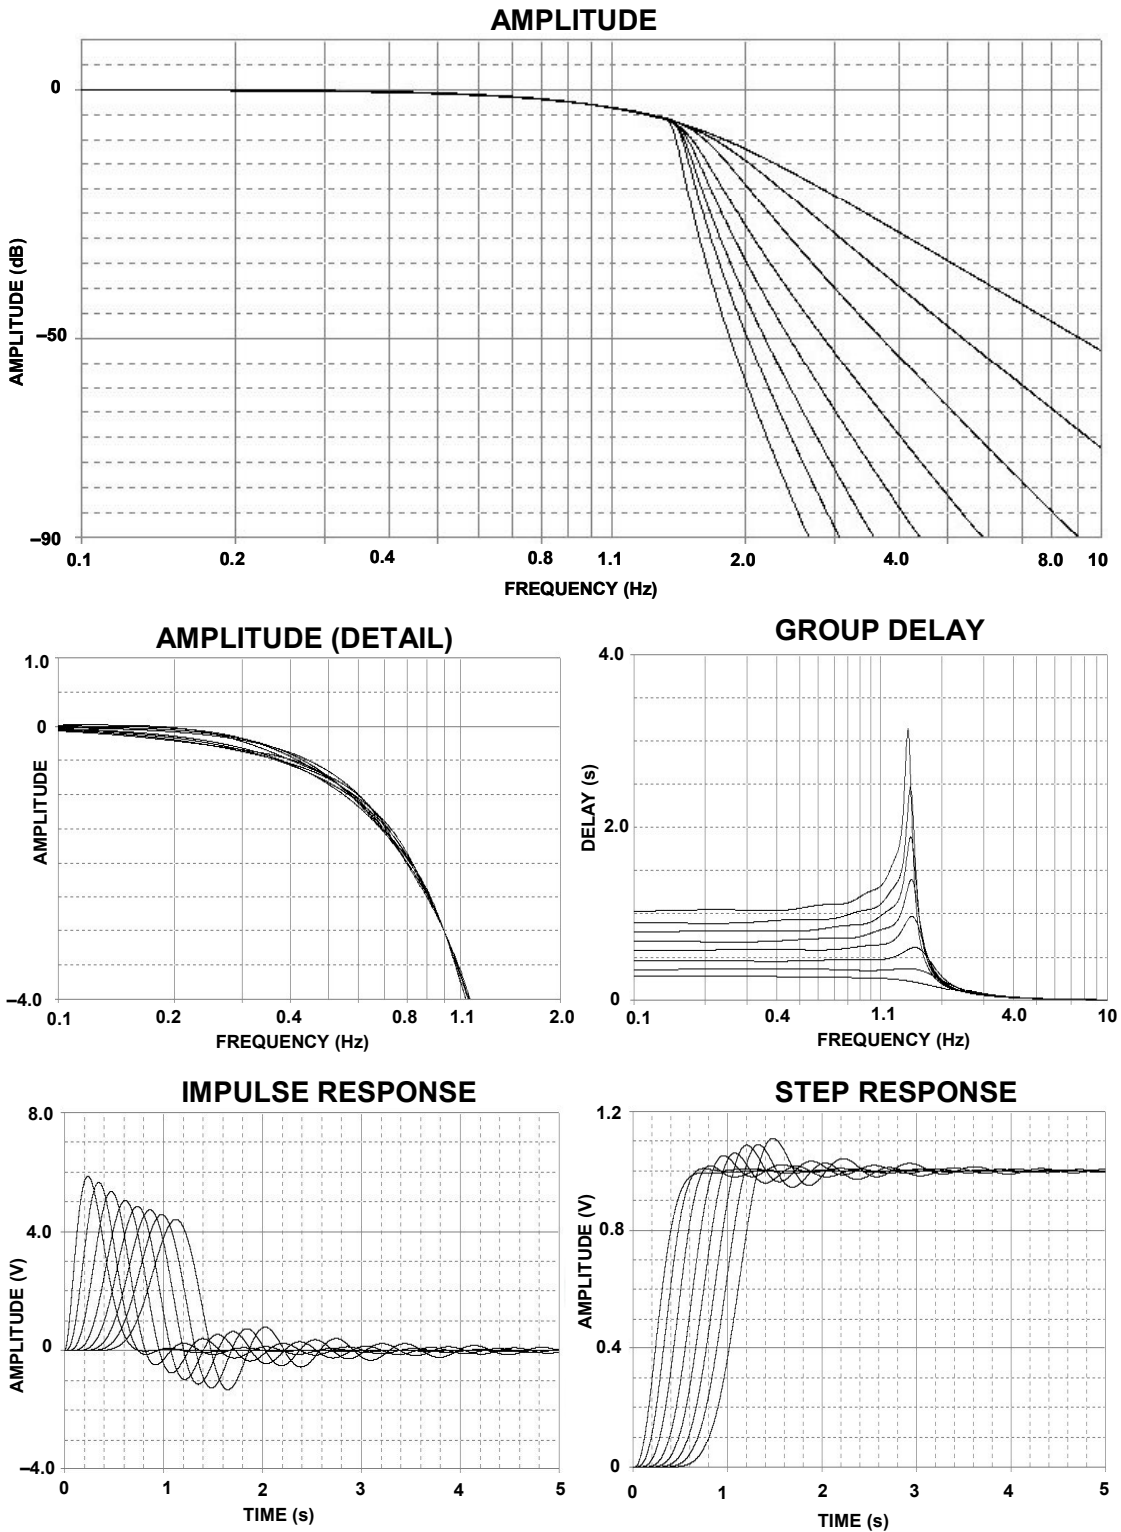 AMPLITUDE
0
–50
–90
AMPLITUDE (dB)
0.1 0.2 0.4 0.8 1.1 2.0 4.0 8.0 10
FREQUENCY (Hz)
AMPLITUDE (DETAIL)
1.0
0
–4.0
AMPLITUDE
0.1 0.2 0.4 0.8 1.1 2.0
FREQUENCY (Hz)
GROUP DELAY
4.0
2.0
0
DELAY (s)
0.1 0.4 1.1 4.0 10
FREQUENCY (Hz)
IMPULSE RESPONSE
8.0
4.0
0
–4.0
AMPLITUDE (V)
0 1 2 3 4 5
TIME (s)
STEP RESPONSE
1.2
0.8
0.4
0
AMPLITUDE (V)
0 1 2 3 4 5
TIME (s)